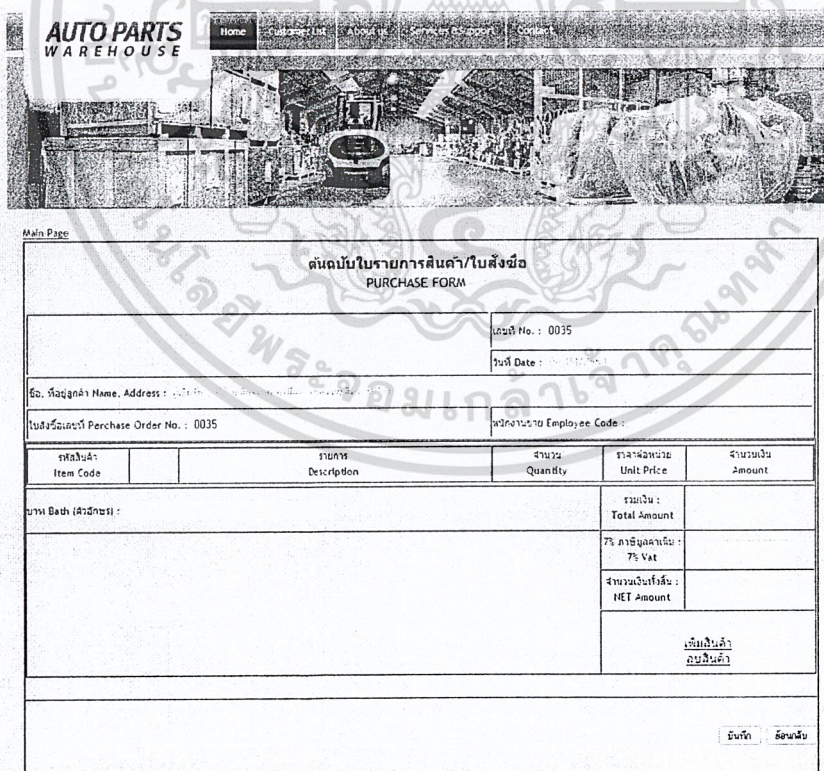 AUTO PARTS
WAREHOUSE
Home Customer List About us Services & Support Contact
Main Page
ต้นฉบับใบรายการสินค้า/ใบสั่งซื้อ
PURCHASE FORM
เลขที่ No. : 0035
วันที่ Date :
ชื่อ, ที่อยู่ลูกค้า Name, Address :
ใบสั่งซื้อเลขที่ Perchase Order No. : 0035
พนักงานขาย Employee Code :
รหัสสินค้า รายการ จำนวน ราคาต่อหน่วย จำนวนเงิน
Item Code Description Quantity Unit Price Amount
บาท Bath (ตัวอักษร) :
รวมเงิน :
Total Amount
7% ภาษีมูลค่าเพิ่ม :
7% Vat
จำนวนเงินทั้งสิ้น :
NET Amount
เพิ่มสินค้า
ลบสินค้า
บันทึก ย้อนกลับ